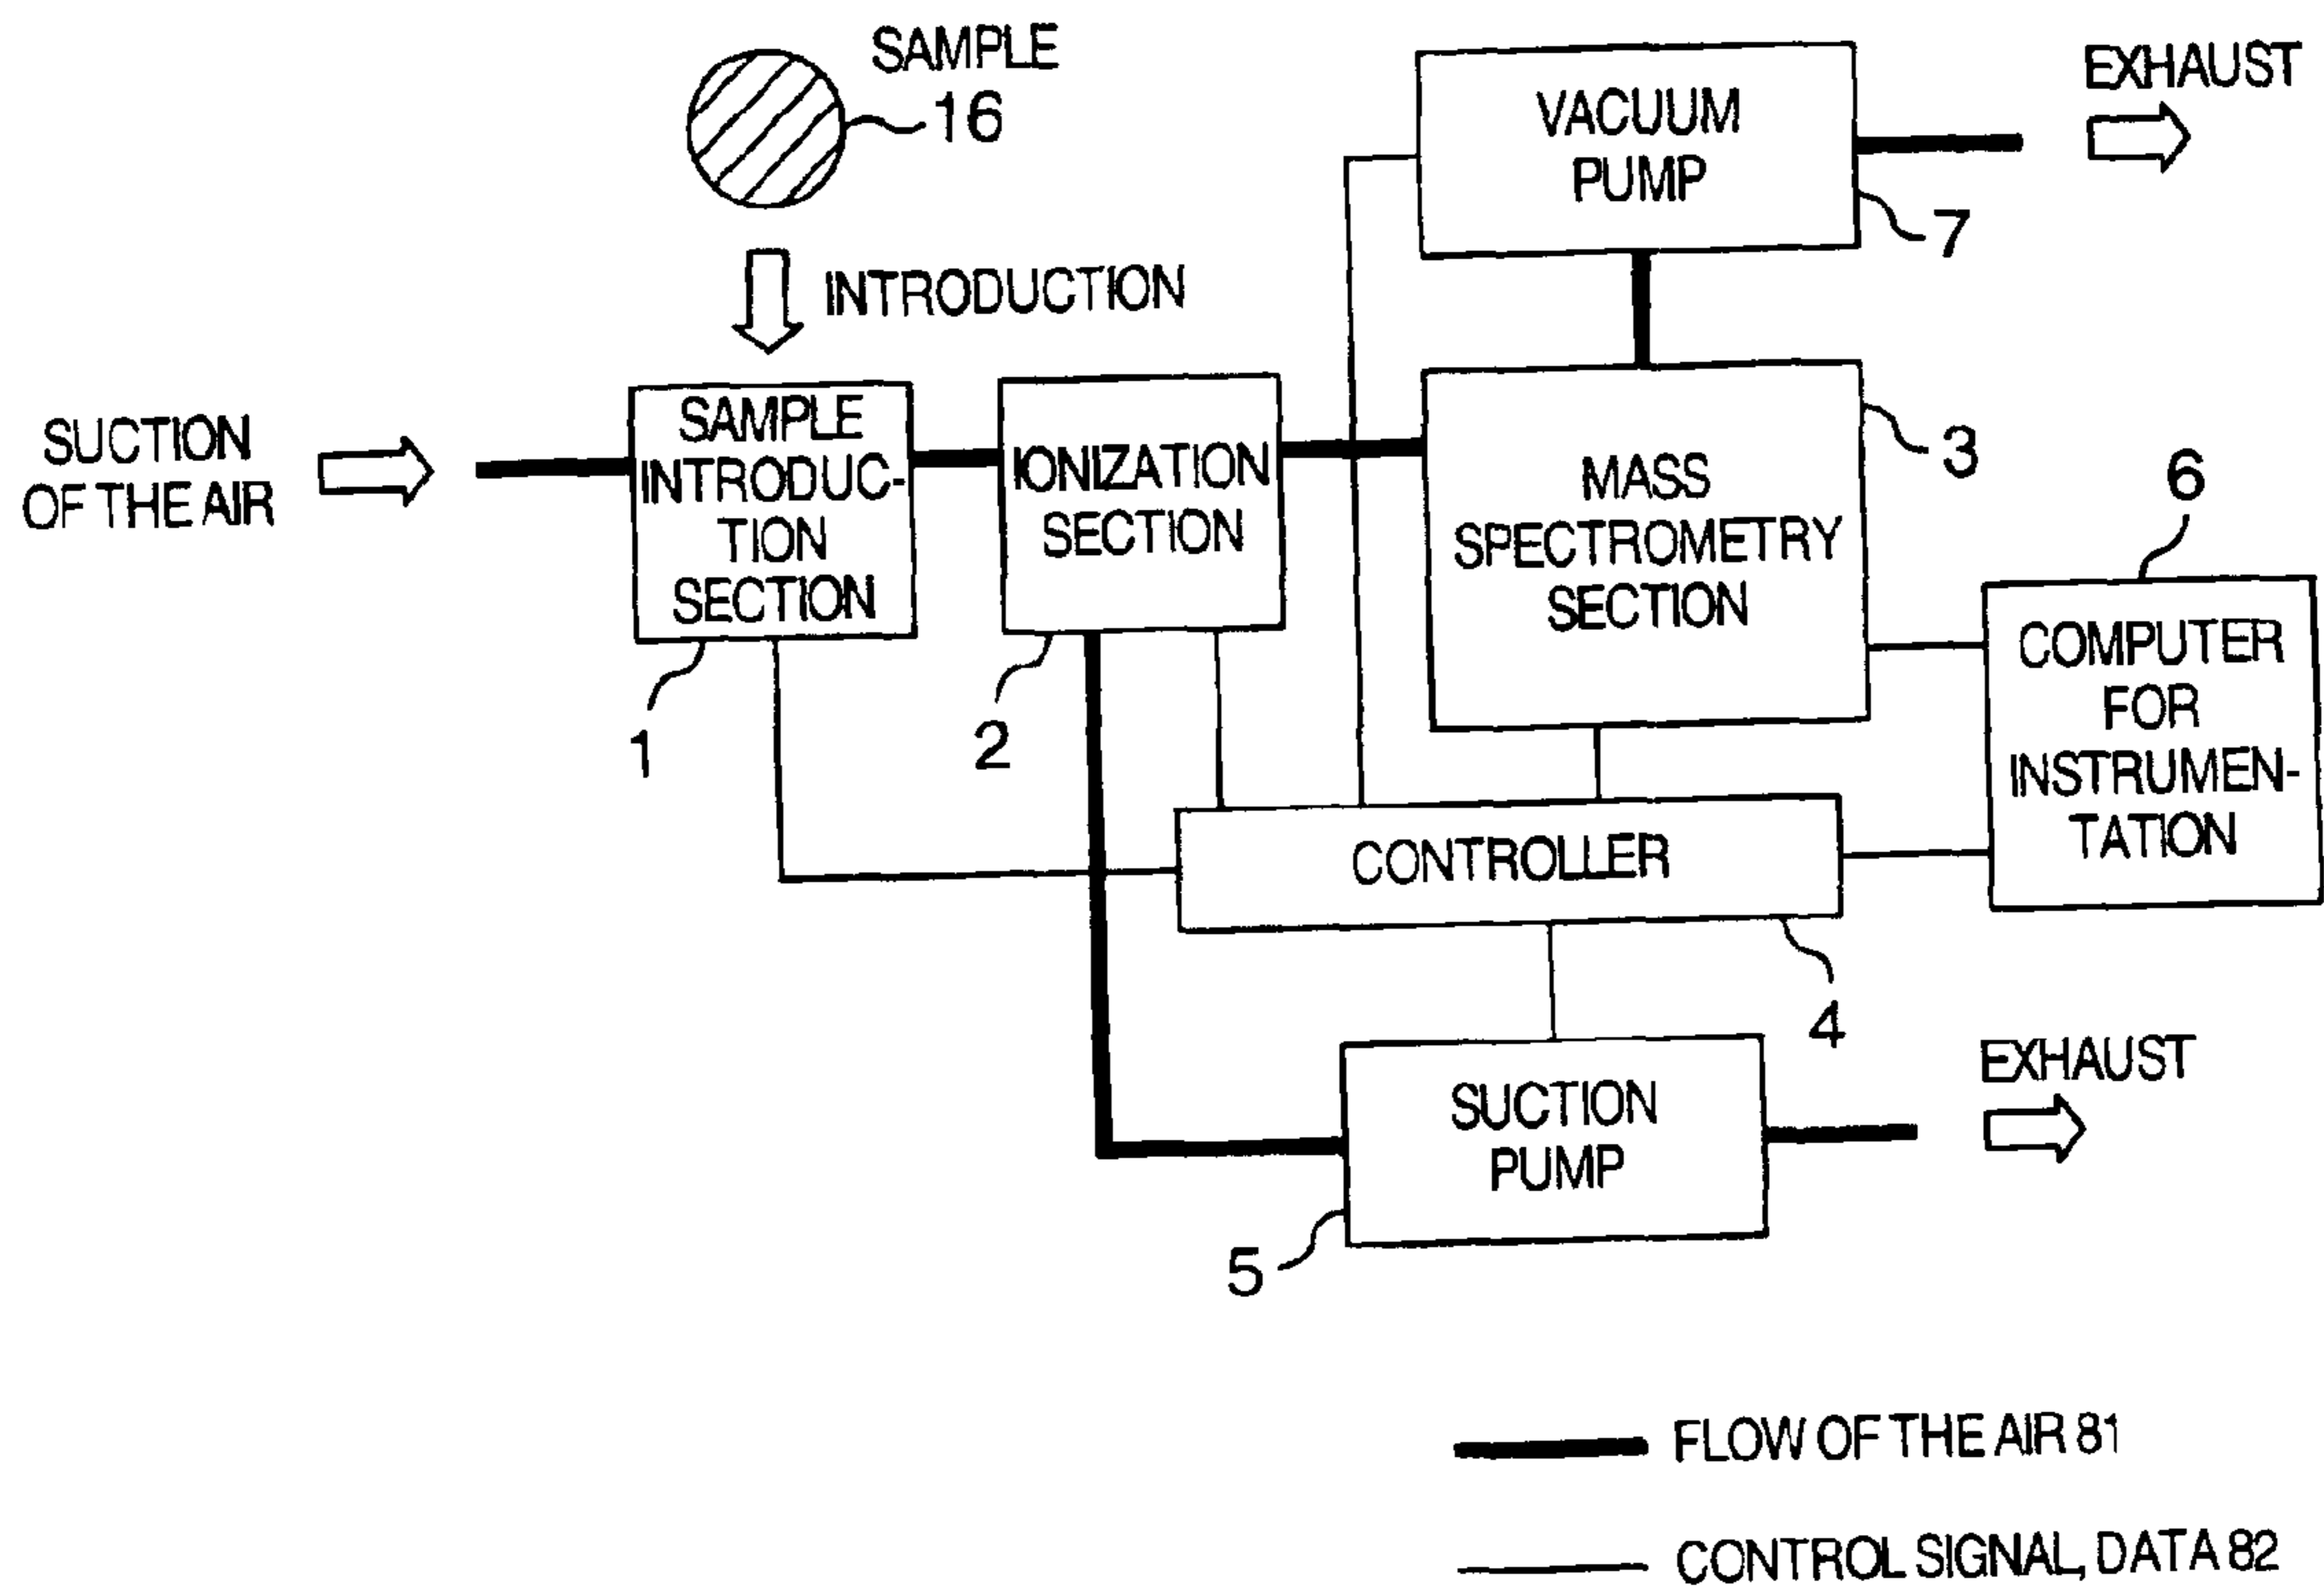 SAMPLE
16
INTRODUCTION
SUCTION
OF THE AIR
SAMPLE
INTRODUC-
TION
SECTION
1
IONIZATION
SECTION
2
VACUUM
PUMP
7
EXHAUST
MASS
SPECTROMETRY
SECTION
3
6
COMPUTER
FOR
INSTRUMEN-
TATION
CONTROLLER
4
SUCTION
PUMP
5
EXHAUST
FLOW OF THE AIR 81
CONTROL SIGNAL, DATA 82